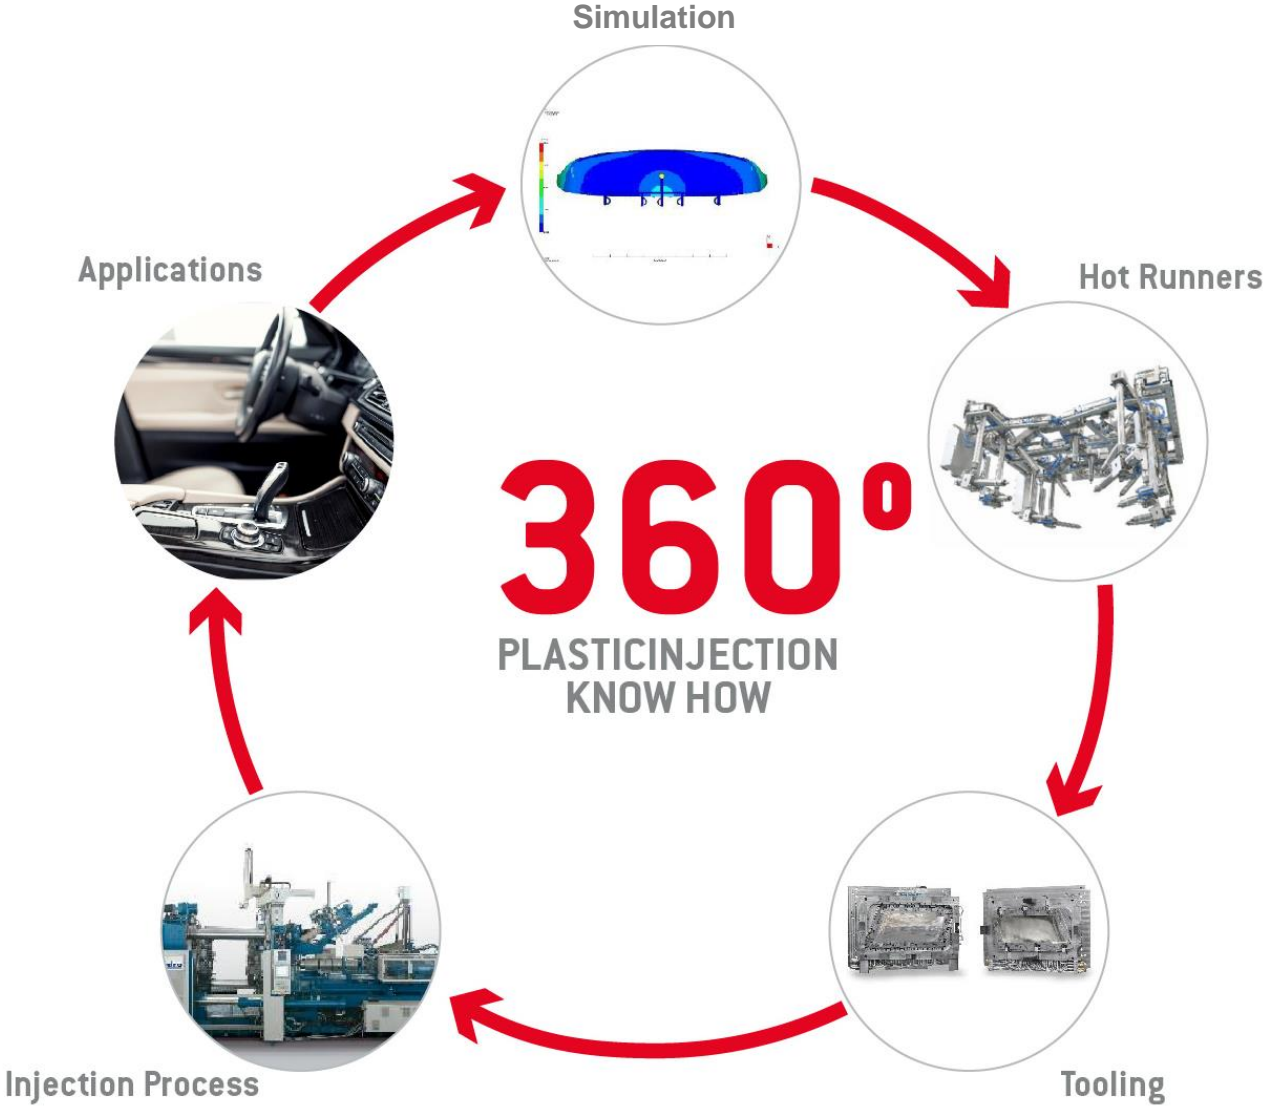 Simulation
Applications
Hot Runners
360°
PLASTICINJECTION
KNOW HOW
Injection Process
Tooling